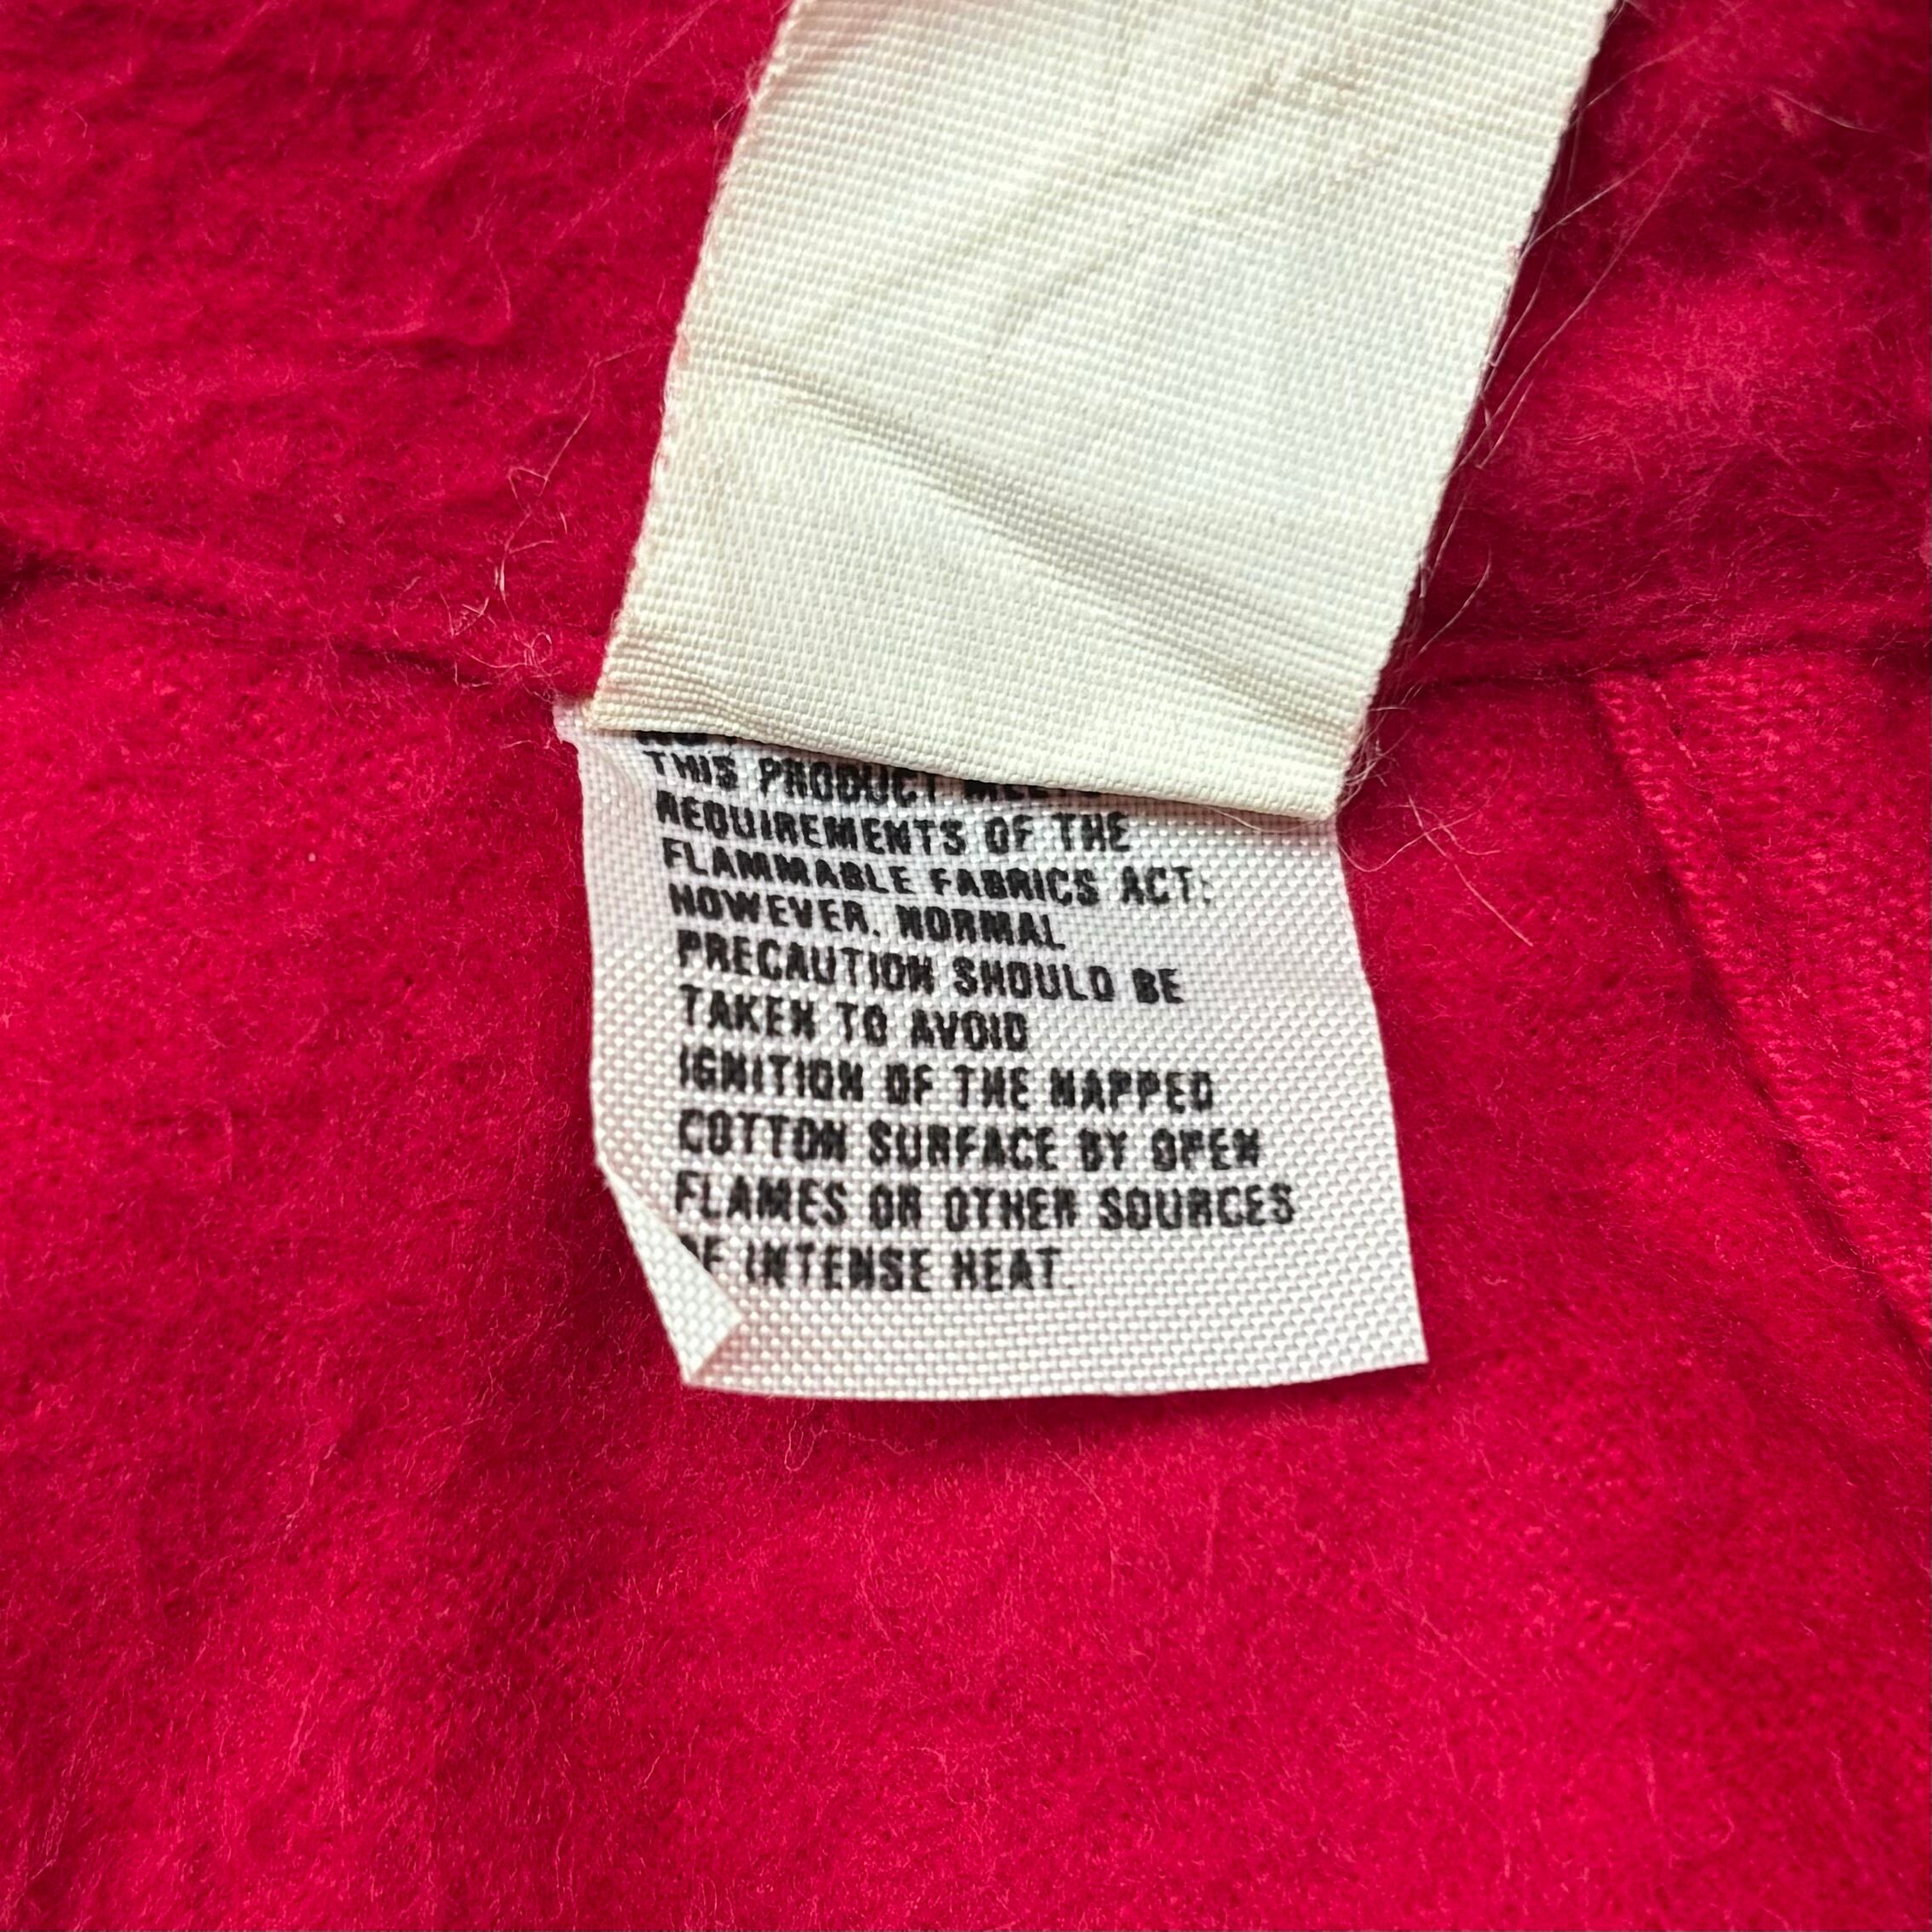 THIS PRODUCT
REQUIREMENTS OF THE
FLAMMABLE FABRICS ACT:
HOWEVER, NORMAL
PRECAUTION SHOULD BE
TAKEN TO AVOID
IGNITION OF THE NAPPED
COTTON SURFACE BY OPEN
FLAMES OR OTHER SOURCES
OF INTENSE HEAT.